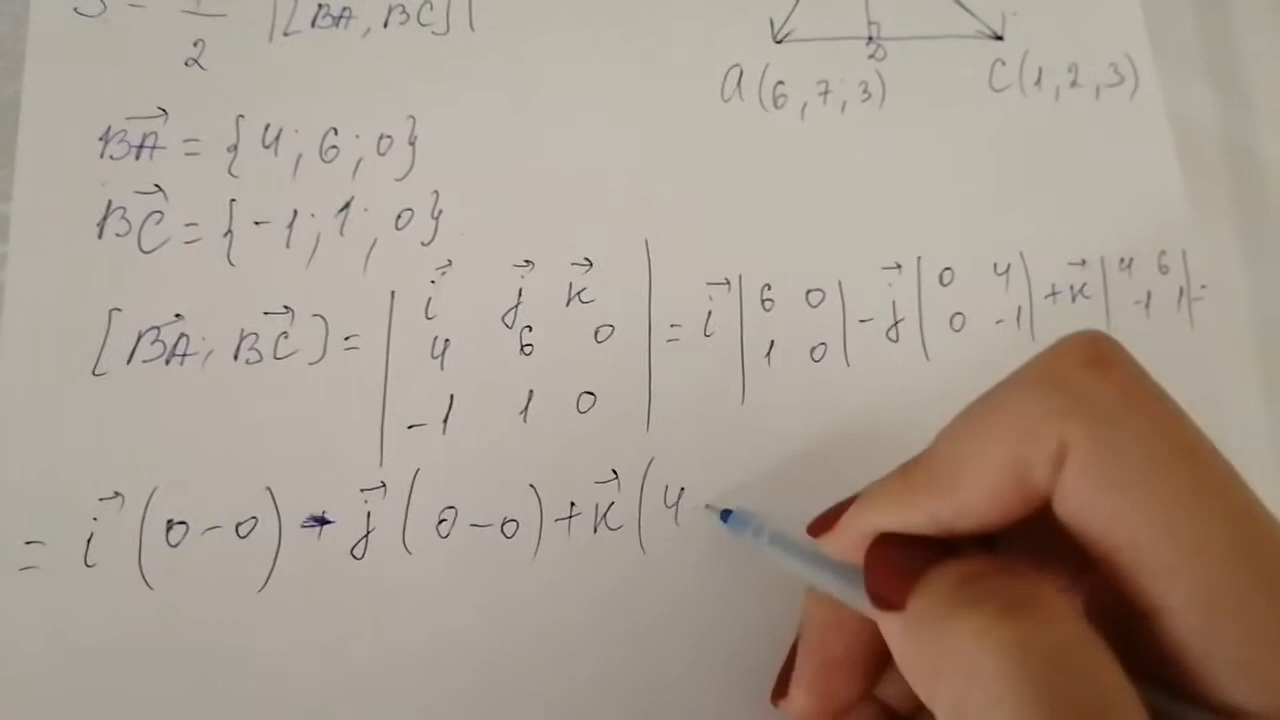 2 |[BA, BC]|
A(6, 7; 3) C(1, 2, 3)
BA⃗ = {4; 6; 0}
BC⃗ = {-1; 1; 0}
[BA⃗; BC⃗] = | i⃗ j⃗ k⃗ | = i⃗ | 6 0 | - j⃗ | 0 4 | + k⃗ | 4 6 | =
| 4 6 0 | | 1 0 | | 0 -1 | | -1 1 |
| -1 1 0 |
= i⃗ (0-0) - j⃗ (0-0) + k⃗ (4